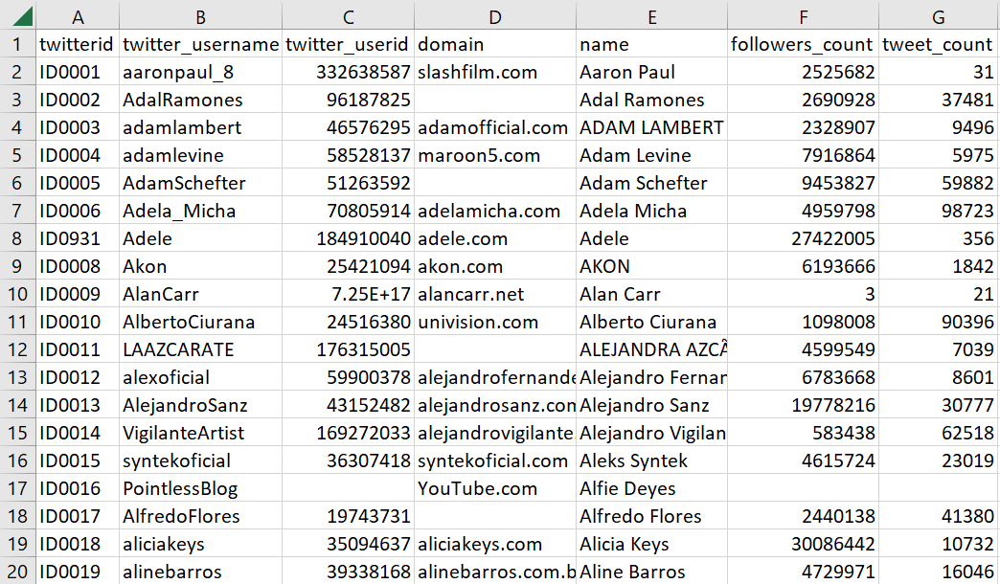 A B C D E F G
1 twitterid twitter_username twitter_userid domain name followers_count tweet_count
2 ID0001 aaronpaul_8 332638587 slashfilm.com Aaron Paul 2525682 31
3 ID0002 AdalRamones 96187825 Adal Ramones 2690928 37481
4 ID0003 adamlambert 46576295 adamofficial.com ADAM LAMBERT 2328907 9496
5 ID0004 adamlevine 58528137 maroon5.com Adam Levine 7916864 5975
6 ID0005 AdamSchefter 51263592 Adam Schefter 9453827 59882
7 ID0006 Adela_Micha 70805914 adelamicha.com Adela Micha 4959798 98723
8 ID0931 Adele 184910040 adele.com Adele 27422005 356
9 ID0008 Akon 25421094 akon.com AKON 6193666 1842
10 ID0009 AlanCarr 7.25E+17 alancarr.net Alan Carr 3 21
11 ID0010 AlbertoCiurana 24516380 univision.com Alberto Ciurana 1098008 90396
12 ID0011 LAAZCARATE 176315005 ALEJANDRA AZCÃ 4599549 7039
13 ID0012 alexoficial 59900378 alejandrofernande Alejandro Fernar 6783668 8601
14 ID0013 AlejandroSanz 43152482 alejandrosanz.com Alejandro Sanz 19778216 30777
15 ID0014 VigilanteArtist 169272033 alejandrovigilante. Alejandro Vigilan 583438 62518
16 ID0015 syntekoficial 36307418 syntekoficial.com Aleks Syntek 4615724 23019
17 ID0016 PointlessBlog YouTube.com Alfie Deyes
18 ID0017 AlfredoFlores 19743731 Alfredo Flores 2440138 41380
19 ID0018 aliciakeys 35094637 aliciakeys.com Alicia Keys 30086442 10732
20 ID0019 alinebarros 39338168 alinebarros.com.b Aline Barros 4729971 16046